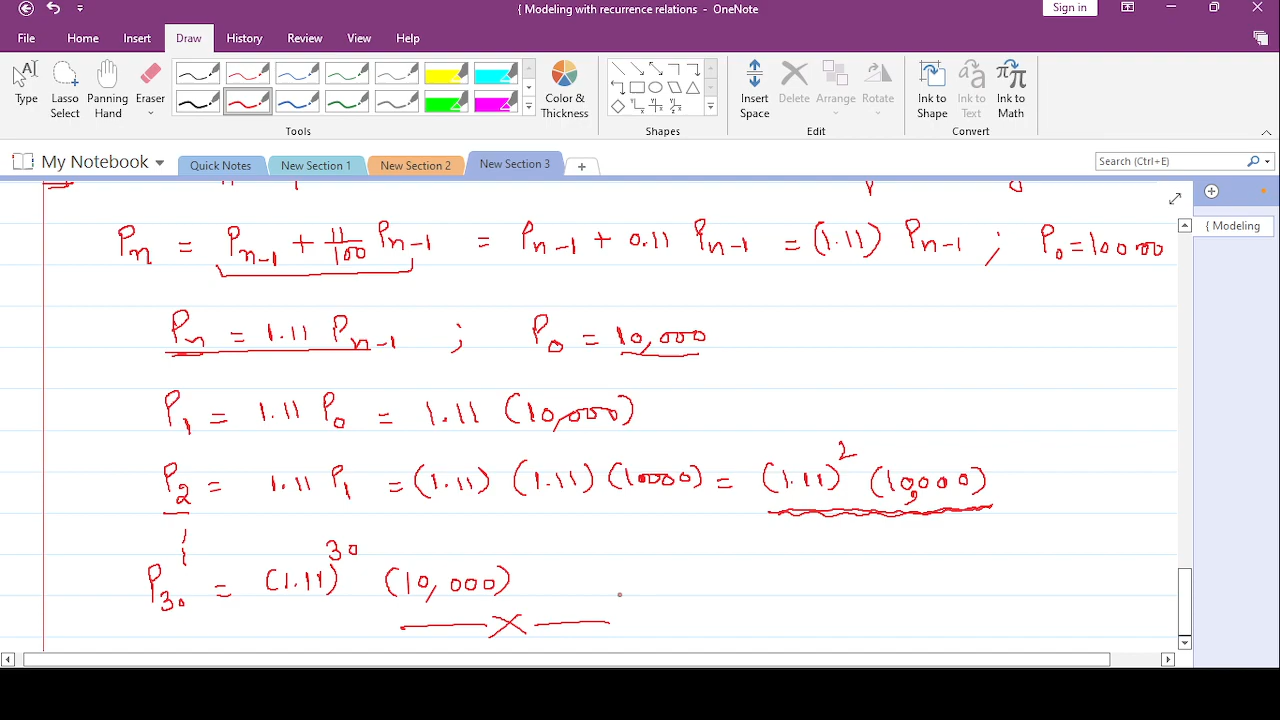 { Modeling with recurrence relations - OneNote
Sign in
File Home Insert Draw History Review View Help
Type Lasso Select Panning Hand Eraser Color & Thickness Insert Space Delete Arrange Rotate Ink to Shape Ink to Text Ink to Math
Tools Shapes Edit Convert
My Notebook Quick Notes New Section 1 New Section 2 New Section 3 Search (Ctrl+E)
{ Modeling
Pn = Pn-1 + 11/100 Pn-1 = Pn-1 + 0.11 Pn-1 = (1.11) Pn-1 ; P0 = 100000
Pn = 1.11 Pn-1 ; P0 = 10,000
P1 = 1.11 P0 = 1.11 (10,000)
P2 = 1.11 P1 = (1.11) (1.11) (10000) = (1.11)^2 (10,000)
P30 = (1.11)^30 (10,000)